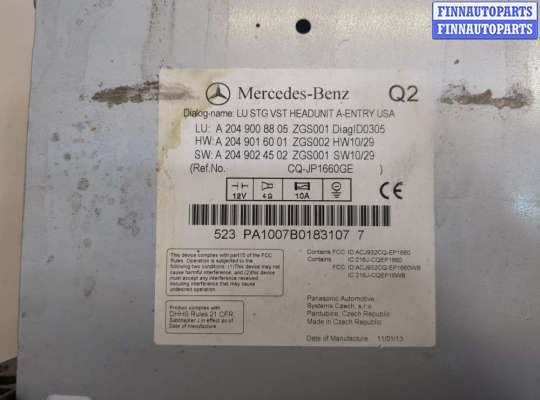 FINNAUTOPARTS
FINNAUTOPARTS
Mercedes-Benz Q2
Dialog-name: LU STG VST HEADUNIT A-ENTRY USA
LU: A 204 900 88 05 ZGS001 DiagID0305
HW: A 204 901 60 01 ZGS002 HW10/29
SW: A 204 902 45 02 ZGS001 SW10/29
(Ref.No. CQ-JP1660GE )
12V 4Ω 10A
CE
523 PA1007B0183107 7
This device complies with part15 of the FCC
Rules. Operation is subjected to the
following two conditions: (1)This device may not
cause harmful interference, and (2)this device
must accept any interference received,
including interference that may cause
undesired operation.
Contains FCC ID:ACJ932CQ-EP1660
Contains IC:216J-CQEP1660
FCC ID:ACJ932CQ-EP1660WB
IC:216J-CQEP16WB
Product complies with
DHHS Rules 21 CFR
Subchapter J in effect as of
Date of manufacture.
Panasonic Automotive
Systems Czech, s.r.o.
Pardubice, Czech Republic
Made in Czech Republic
Date of Manufacture: 11/01/13